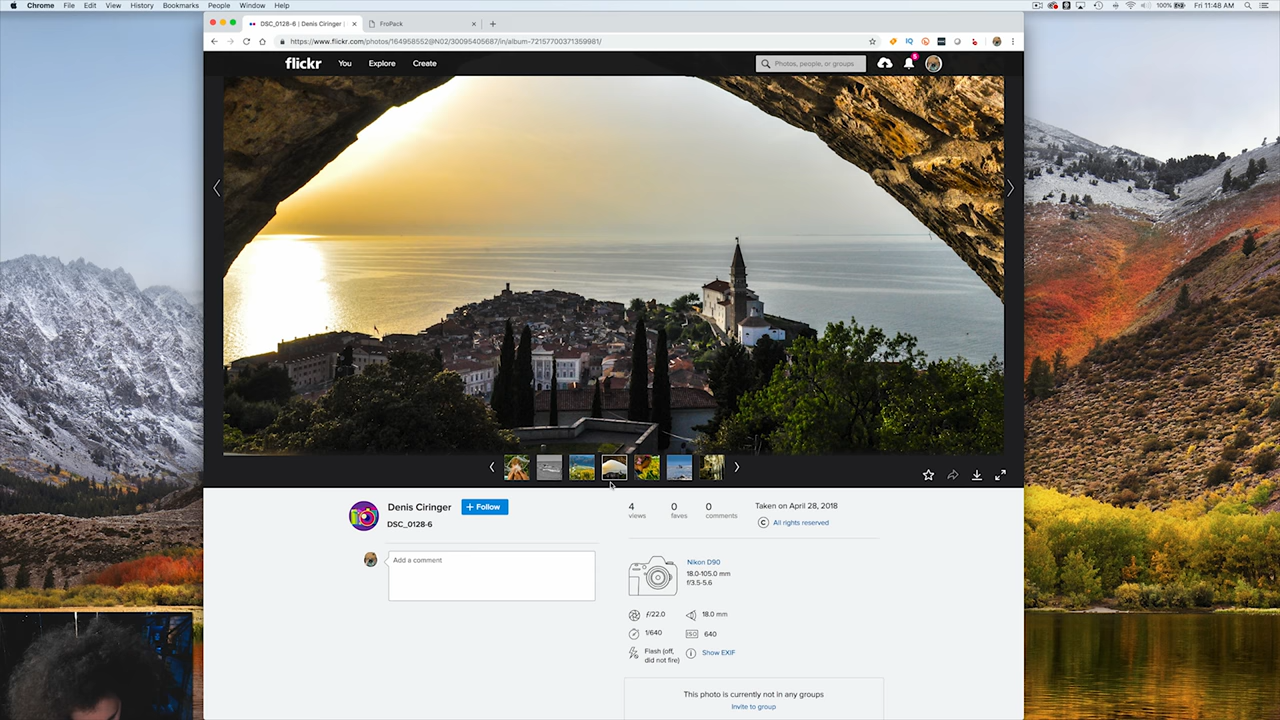 Chrome File Edit View History Bookmarks People Window Help
100% Fri 11:48 AM
DSC_0128-6 | Denis Ciringer |
FroPack
https://www.flickr.com/photos/164958552@N02/30095405687/in/album-72157700371359981/
flickr You Explore Create
Photos, people, or groups
Denis Ciringer
+ Follow
DSC_0128-6
Add a comment
4 0 0
views faves comments
Taken on April 28, 2018
All rights reserved
Nikon D90
18.0-105.0 mm
f/3.5-5.6
ƒ/22.0 18.0 mm
1/640 ISO 640
Flash (off, did not fire)
Show EXIF
This photo is currently not in any groups
Invite to group